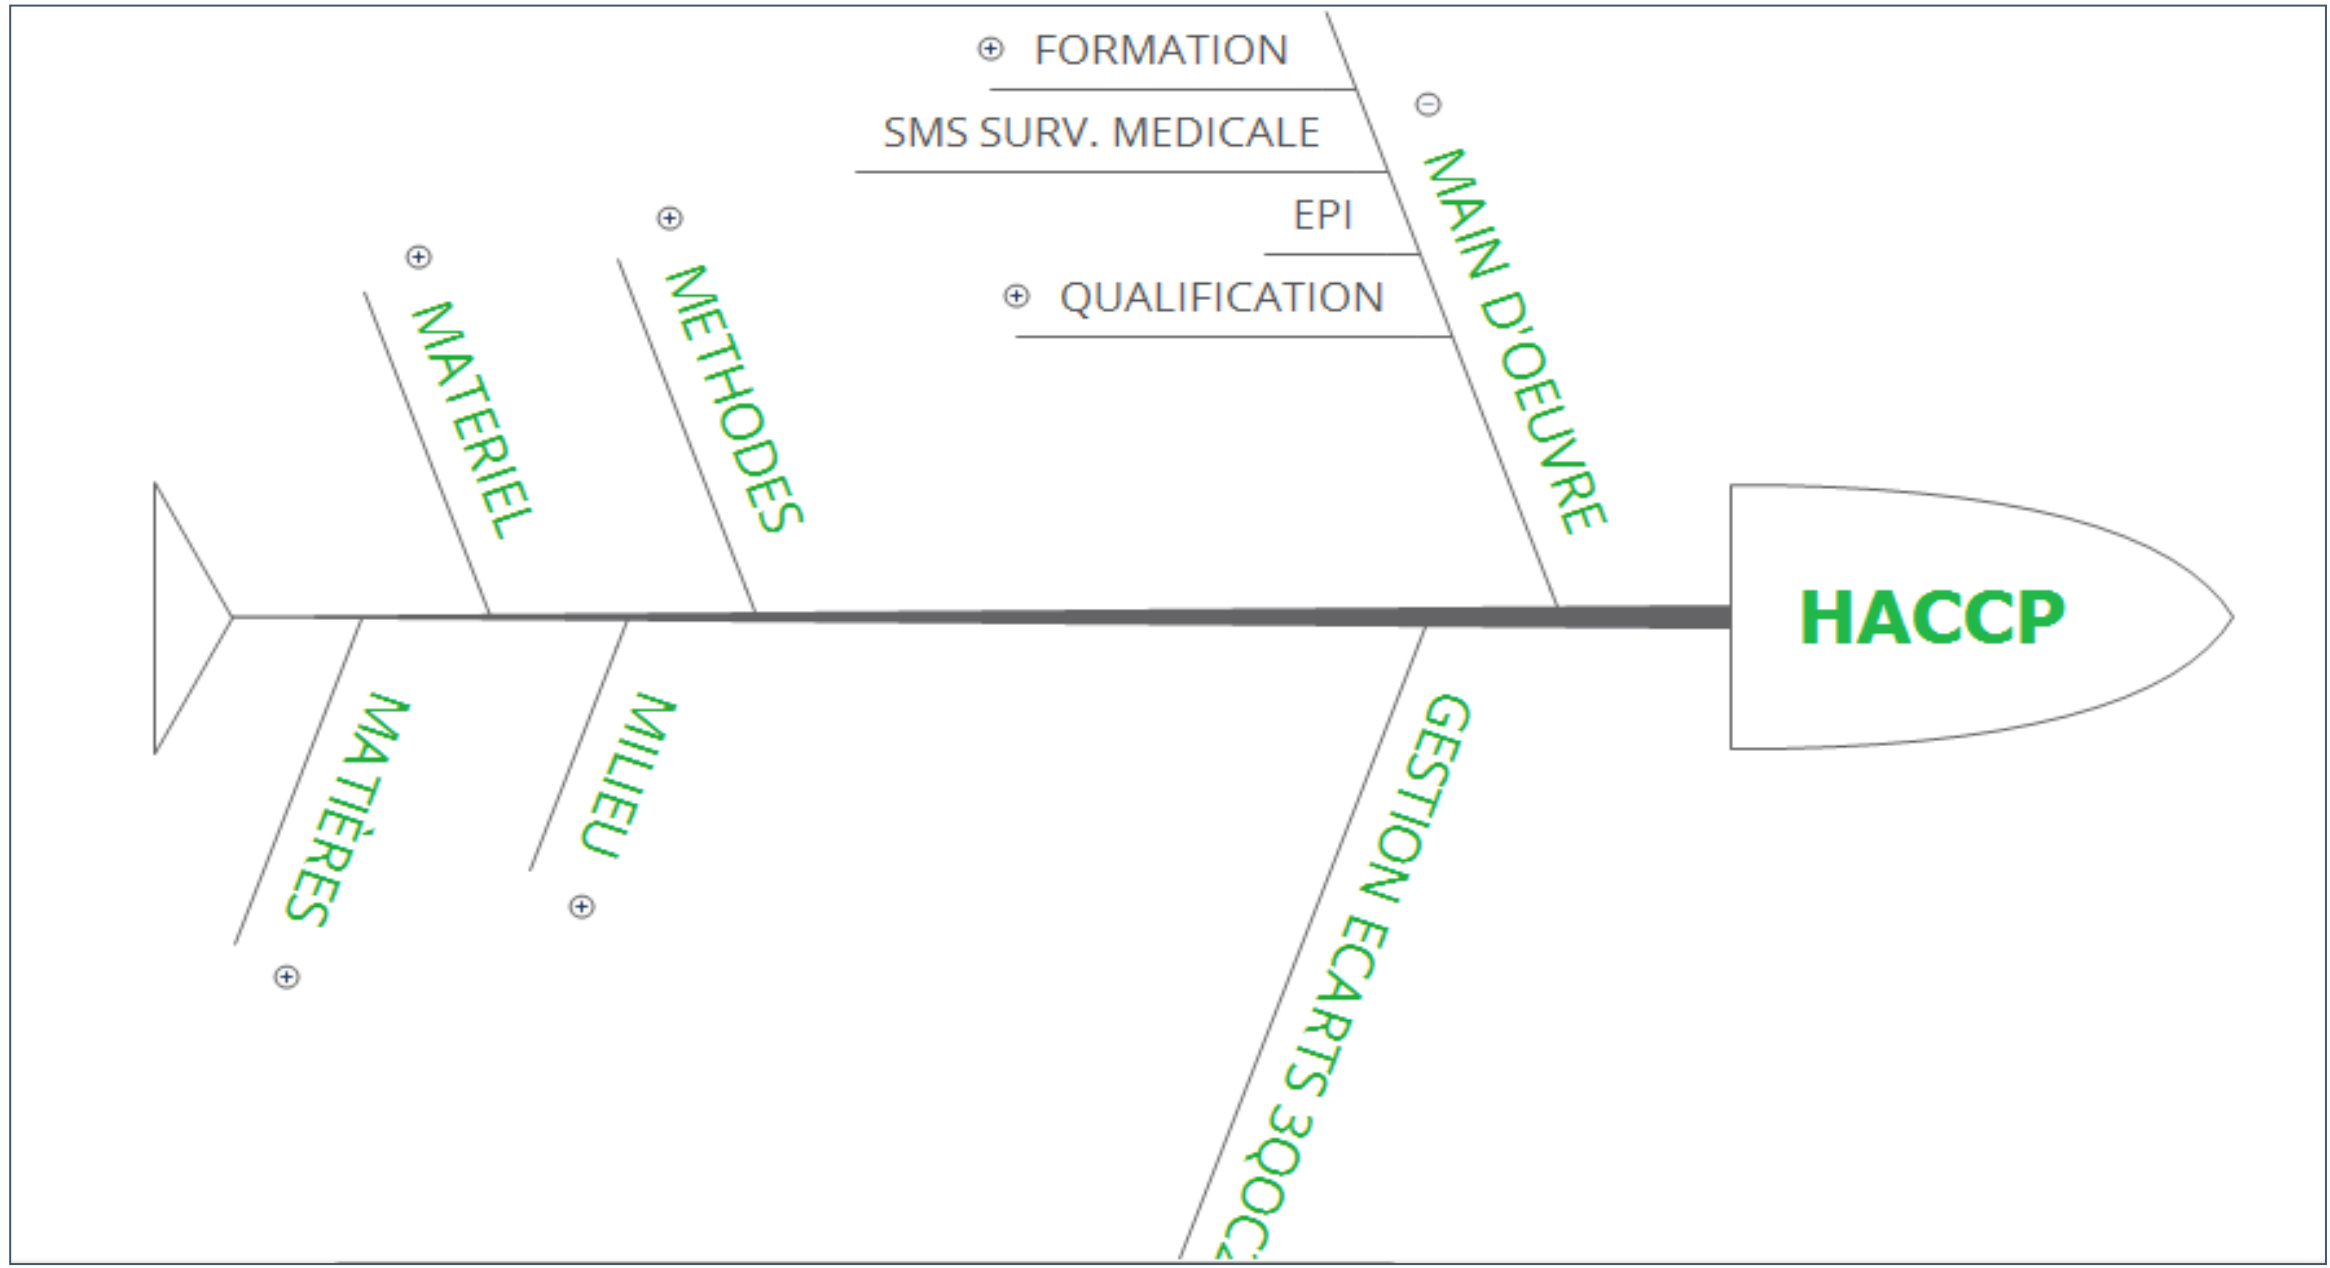 FORMATION
SMS SURV. MEDICALE
EPI
QUALIFICATION
MAIN D'OEUVRE
METHODES
MATERIEL
HACCP
MATIÈRES
MILIEU
GESTION ECARTS